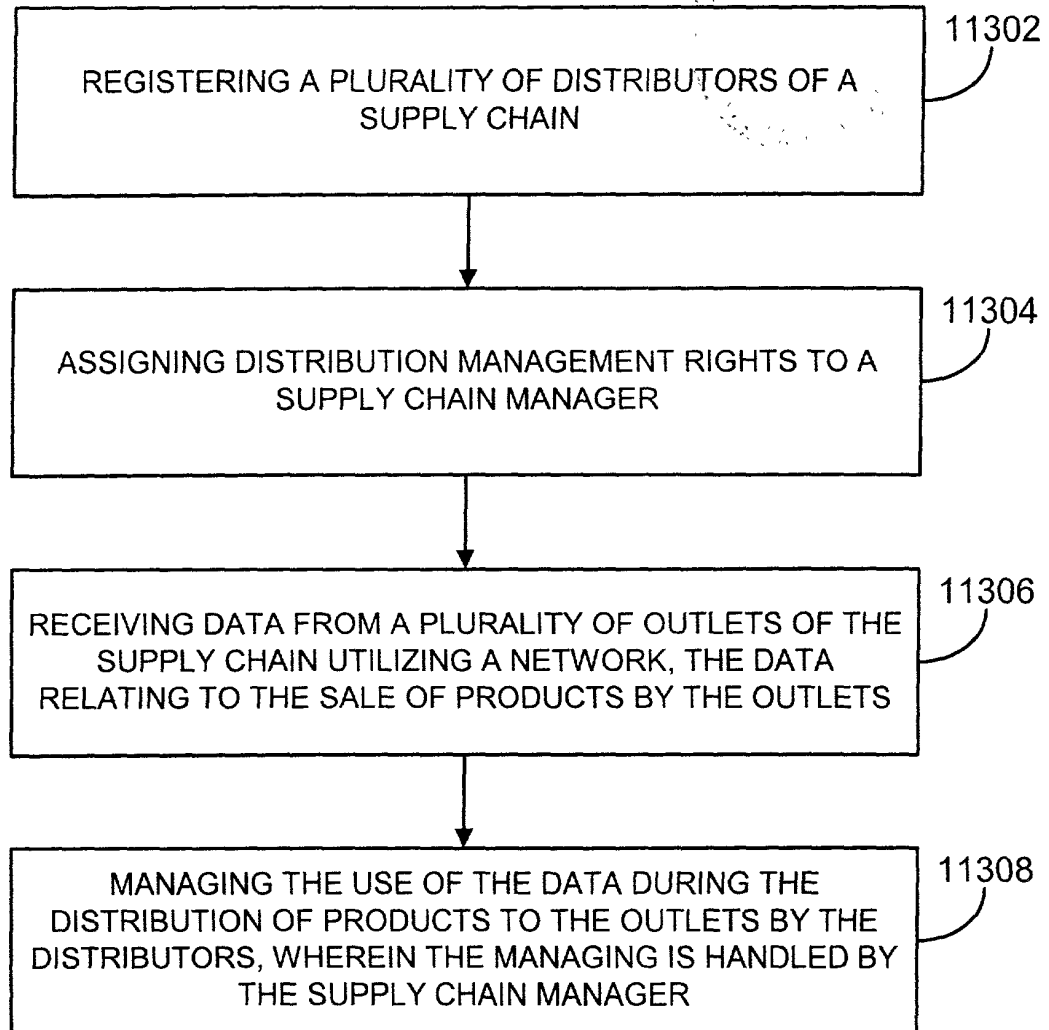 11302
REGISTERING A PLURALITY OF DISTRIBUTORS OF A
SUPPLY CHAIN
11304
ASSIGNING DISTRIBUTION MANAGEMENT RIGHTS TO A
SUPPLY CHAIN MANAGER
11306
RECEIVING DATA FROM A PLURALITY OF OUTLETS OF THE
SUPPLY CHAIN UTILIZING A NETWORK, THE DATA
RELATING TO THE SALE OF PRODUCTS BY THE OUTLETS
11308
MANAGING THE USE OF THE DATA DURING THE
DISTRIBUTION OF PRODUCTS TO THE OUTLETS BY THE
DISTRIBUTORS, WHEREIN THE MANAGING IS HANDLED BY
THE SUPPLY CHAIN MANAGER